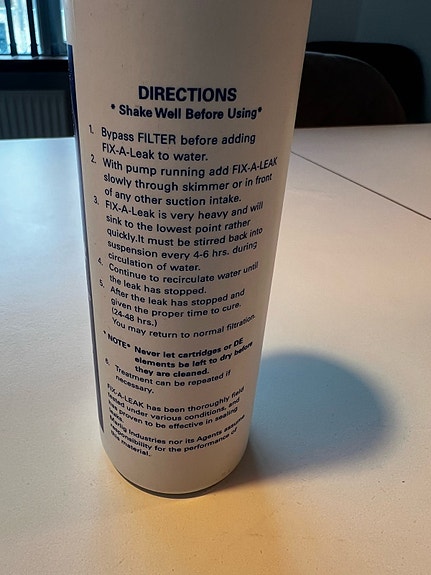 DIRECTIONS
* Shake Well Before Using*
1. Bypass FILTER before adding
FIX-A-Leak to water.
2. With pump running add FIX-A-LEAK
slowly through skimmer or in front
of any other suction intake.
3. FIX-A-Leak is very heavy and will
sink to the lowest point rather
quickly.It must be stirred back into
suspension every 4-6 hrs. during
circulation of water.
4. Continue to recirculate water until
the leak has stopped.
5. After the leak has stopped and
given the proper time to cure.
(24-48 hrs.)
You may return to normal filtration.
*NOTE* Never let cartridges or DE
elements be left to dry before
they are cleaned.
6. Treatment can be repeated if
necessary.
FIX-A-LEAK has been thoroughly field
tested under various conditions, and
has proven to be effective in sealing
leaks.
Marlig Industries nor its Agents assume
responsibility for the performance of
this material.